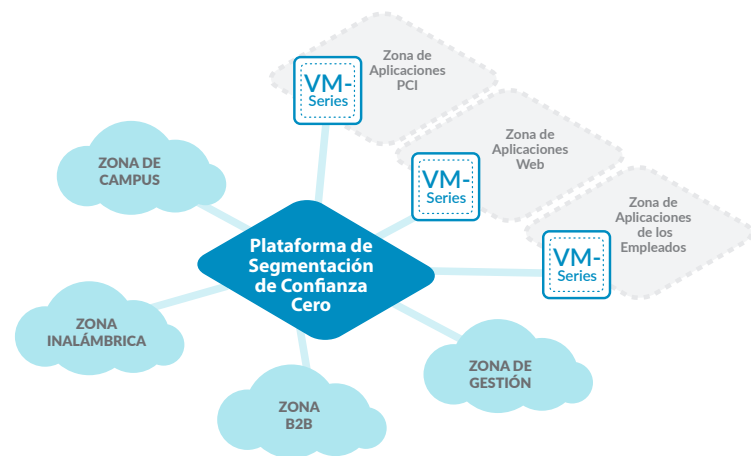 Zona de
Aplicaciones
PCI
VM-
Series
Zona de
Aplicaciones
Web
VM-
Series
Zona de
Aplicaciones
de los
Empleados
VM-
Series
ZONA DE
CAMPUS
Plataforma de
Segmentación
de Confianza
Cero
ZONA
INALÁMBRICA
ZONA DE
GESTIÓN
ZONA
B2B